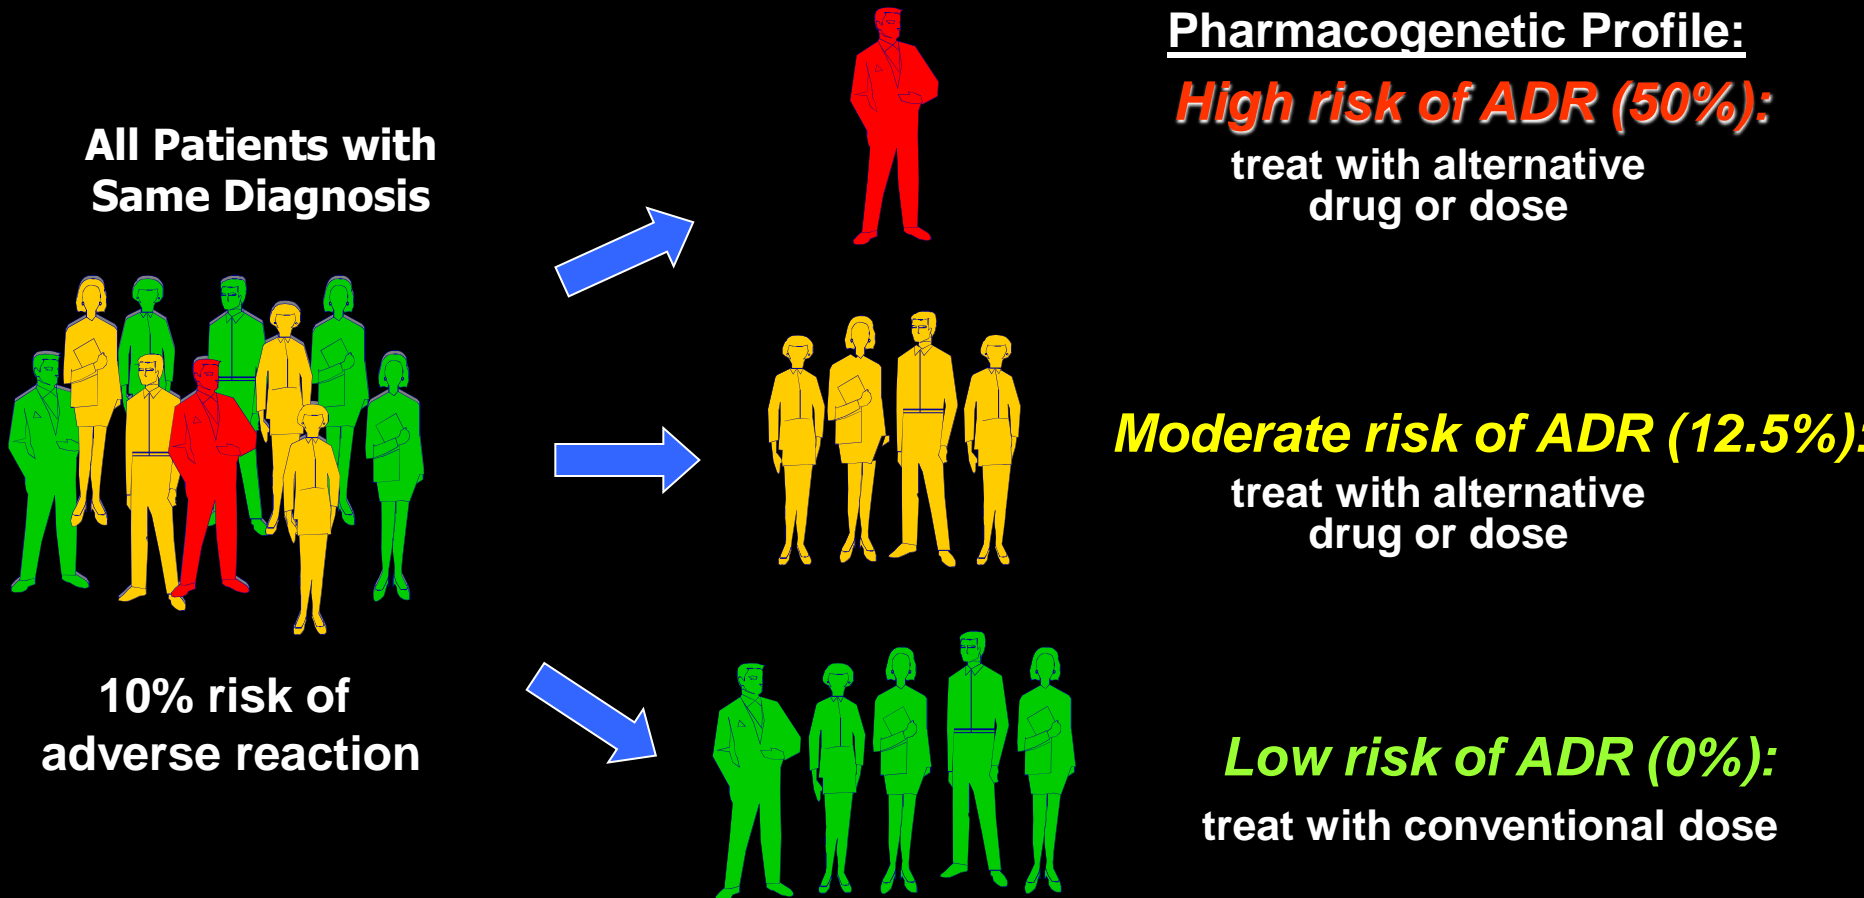 All Patients with
Same Diagnosis
10% risk of
adverse reaction
Pharmacogenetic Profile:
High risk of ADR (50%):
treat with alternative
drug or dose
Moderate risk of ADR (12.5%):
treat with alternative
drug or dose
Low risk of ADR (0%):
treat with conventional dose